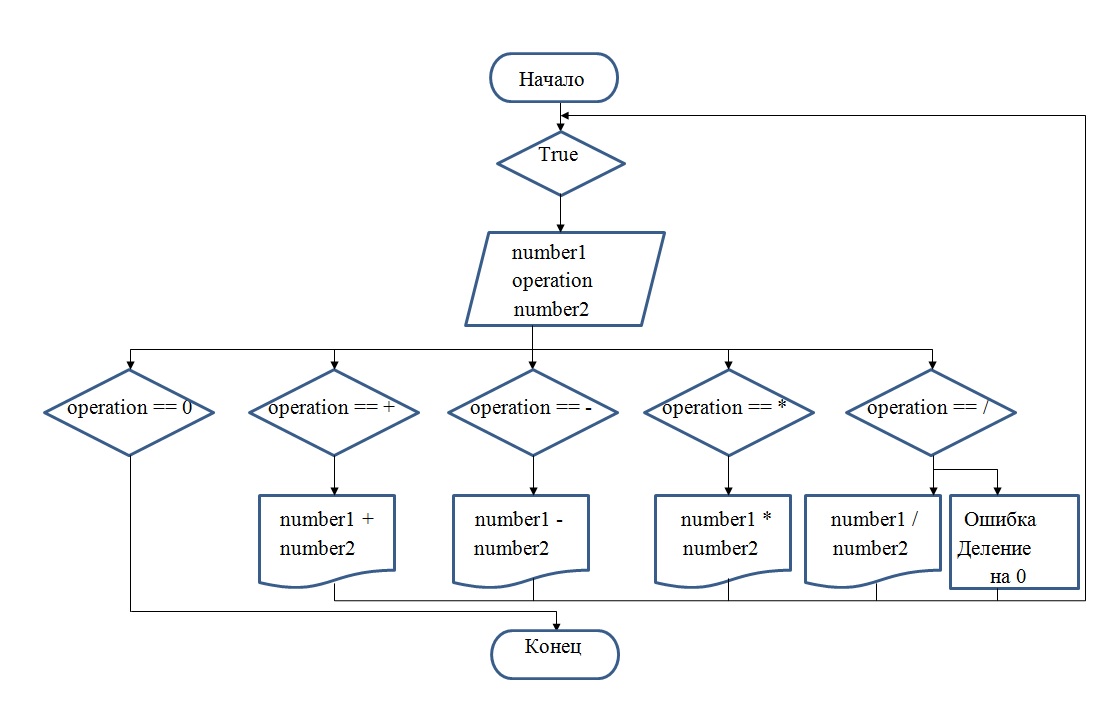 Начало
True
number1
operation
number2
operation == 0
operation == +
operation == -
operation == *
operation == /
number1 +
number2
number1 -
number2
number1 *
number2
number1 /
number2
Ошибка
Деление
на 0
Конец